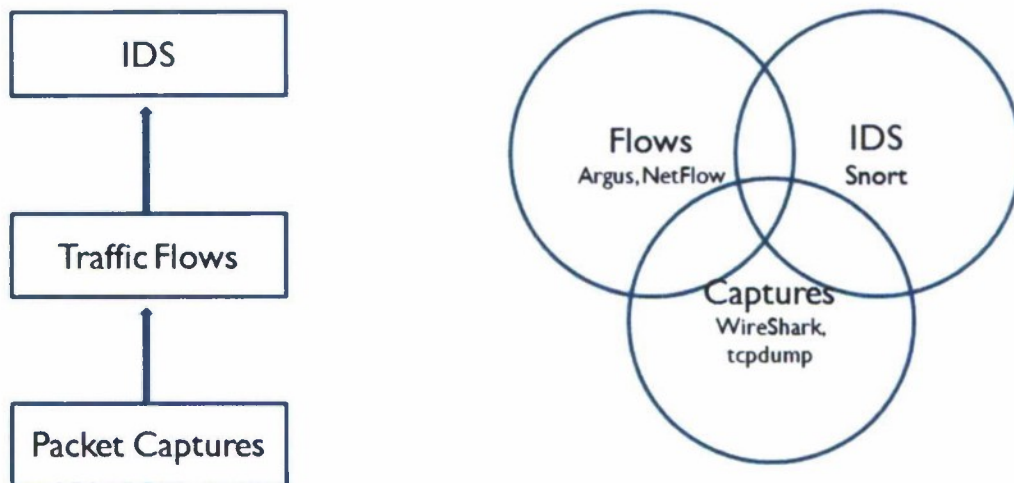 IDS
Traffic Flows
Packet Captures
Flows
Argus, NetFlow
IDS
Snort
Captures
WireShark,
tcpdump